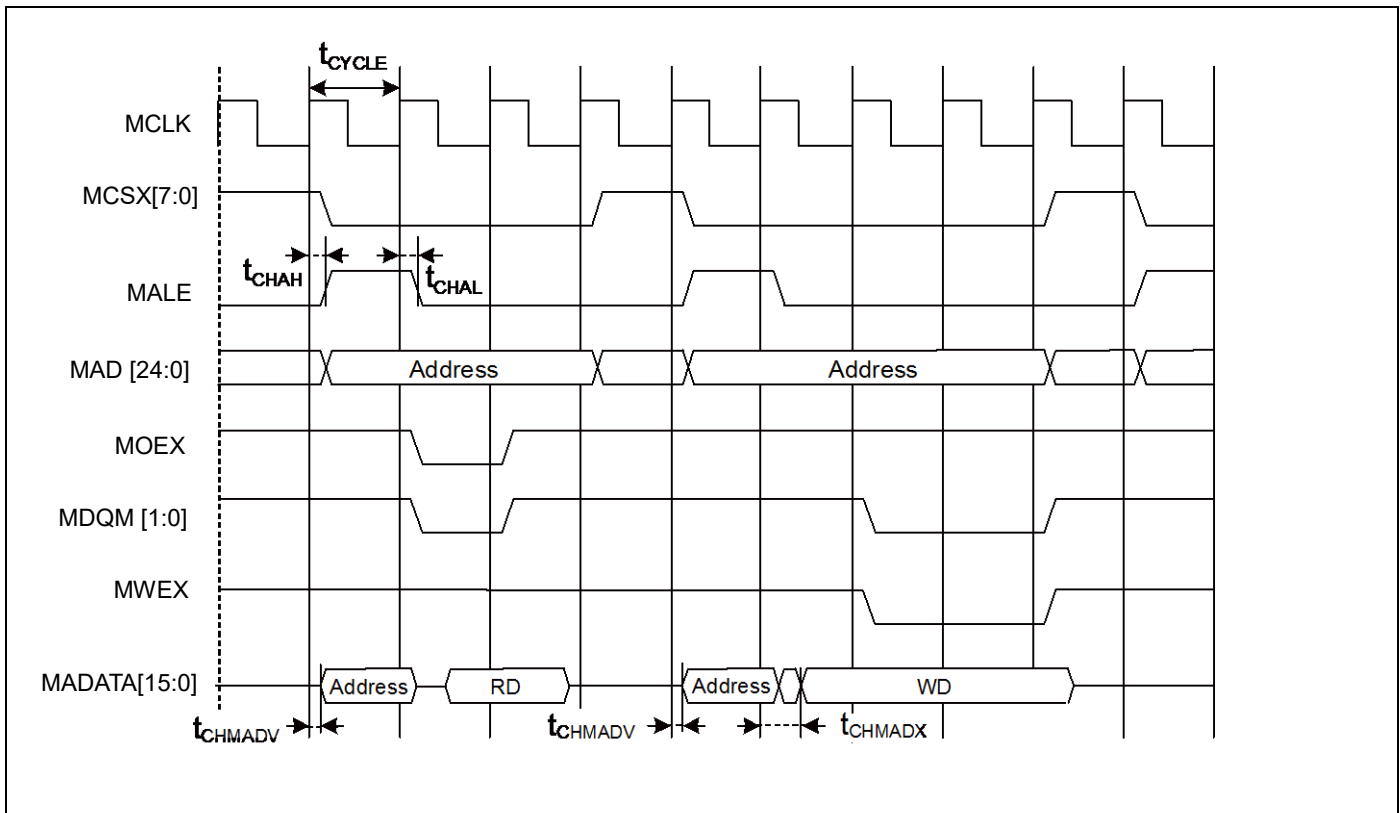 tCYCLE
MCLK
MCSX[7:0]
tCHAH
tCHAL
MALE
MAD [24:0]
Address
Address
MOEX
MDQM [1:0]
MWEX
MADATA[15:0]
Address
RD
Address
WD
tCHMADV
tCHMADV
tCHMADX